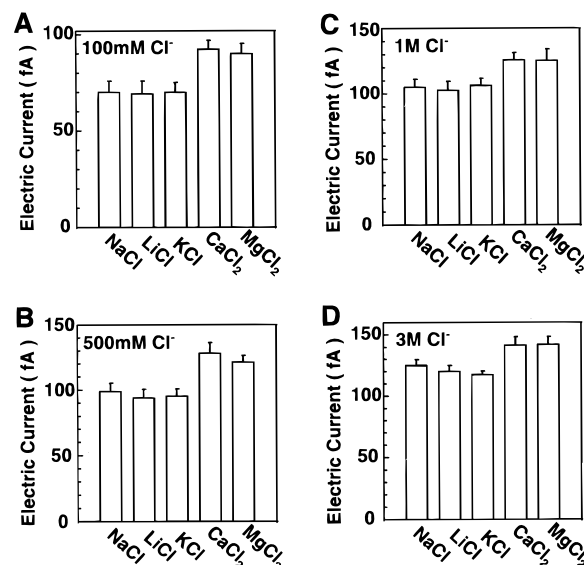 A
100mM Cl⁻
Electric Current ( fA )
100
50
0
NaCl
LiCl
KCl
CaCl₂
MgCl₂
C
1M Cl⁻
Electric Current ( fA )
150
100
50
0
NaCl
LiCl
KCl
CaCl₂
MgCl₂
B
500mM Cl⁻
Electric Current ( fA )
150
100
50
0
NaCl
LiCl
KCl
CaCl₂
MgCl₂
D
3M Cl⁻
Electric Current ( fA )
150
100
50
0
NaCl
LiCl
KCl
CaCl₂
MgCl₂